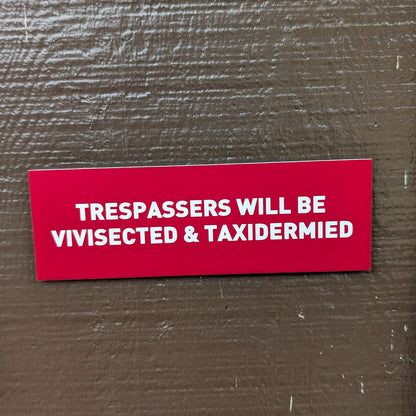 TRESPASSERS WILL BE
VIVISECTED & TAXIDERMIED